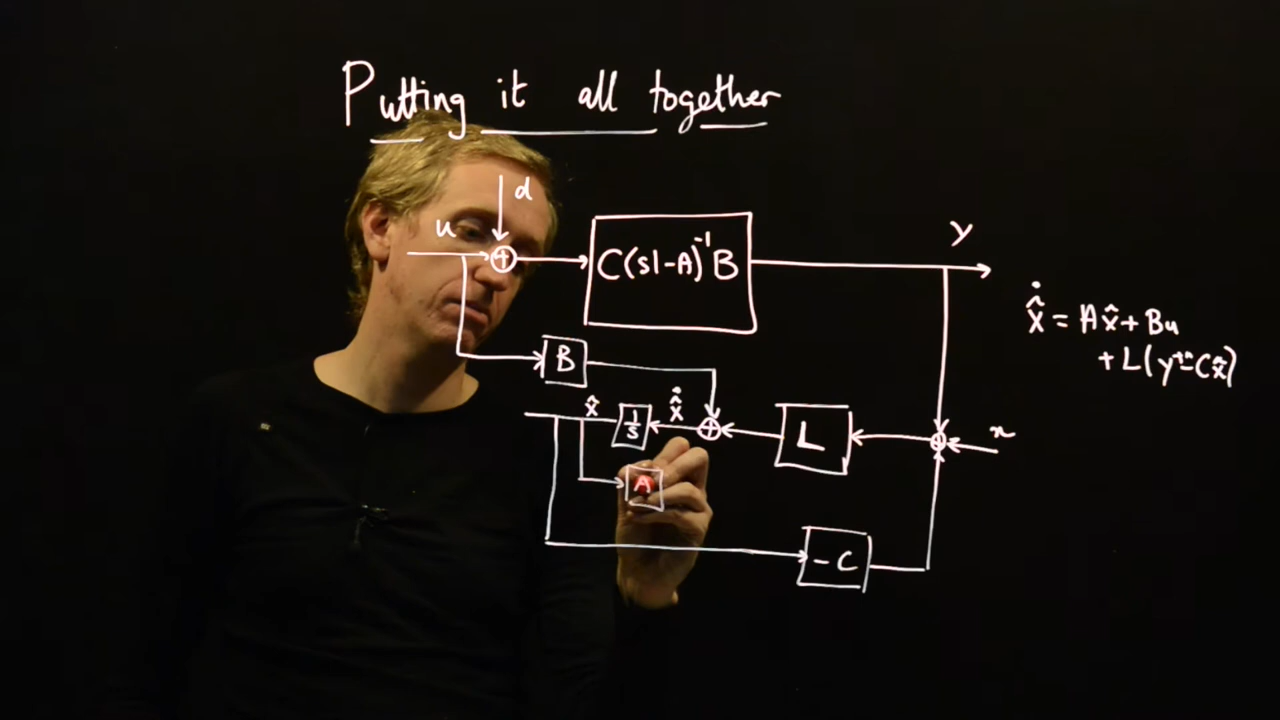 Putting it all together
d
u
C(sI-A)⁻¹B
y
ẋ̂ = Ax̂ + Bu
+ L(y+n-Cx̂)
B
x̂
1/s
ẋ̂
L
n
A
-C